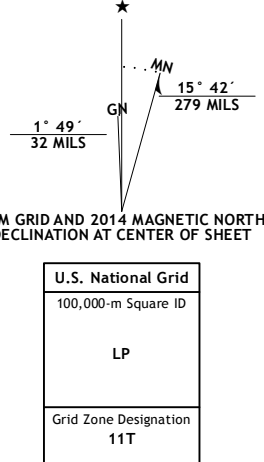 ★
MN
GN
15° 42´
279 MILS
1° 49´
32 MILS
M GRID AND 2014 MAGNETIC NORTH
DECLINATION AT CENTER OF SHEET
U.S. National Grid
100,000-m Square ID
LP
Grid Zone Designation
11T